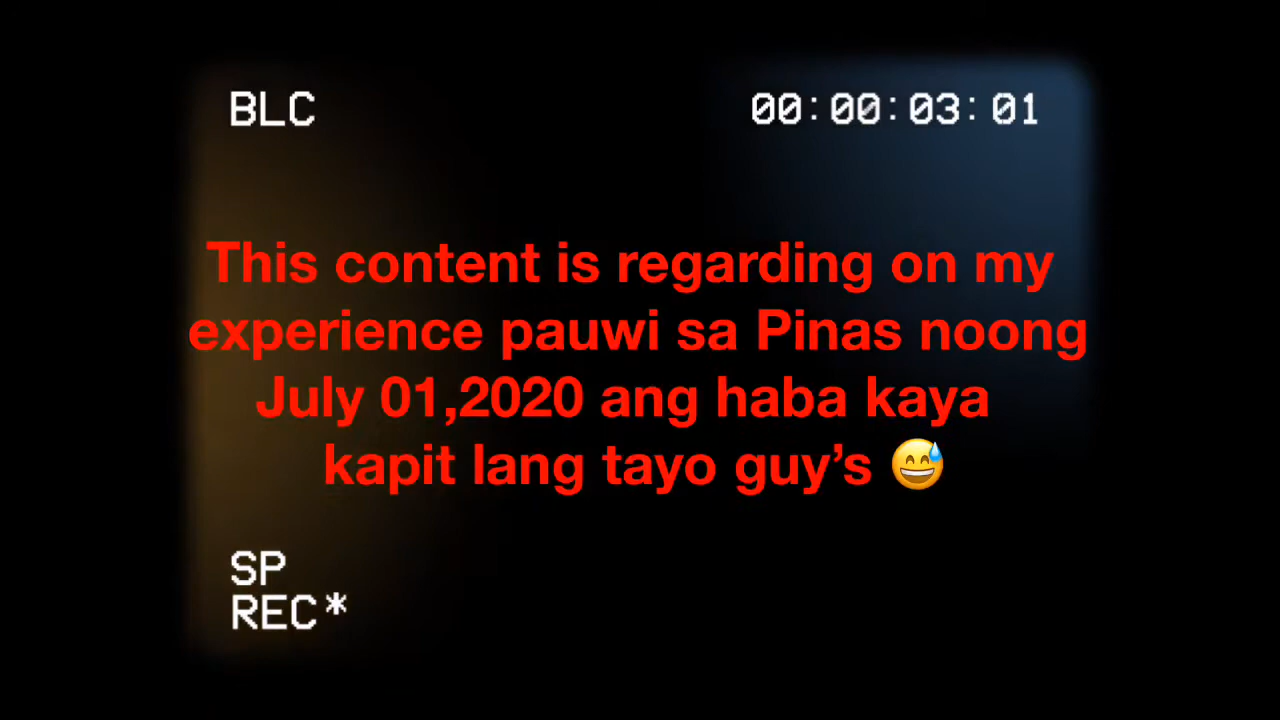 BLC
00:00:03:01
This content is regarding on my
experience pauwi sa Pinas noong
July 01,2020 ang haba kaya
kapit lang tayo guy’s 😅
SP
REC*